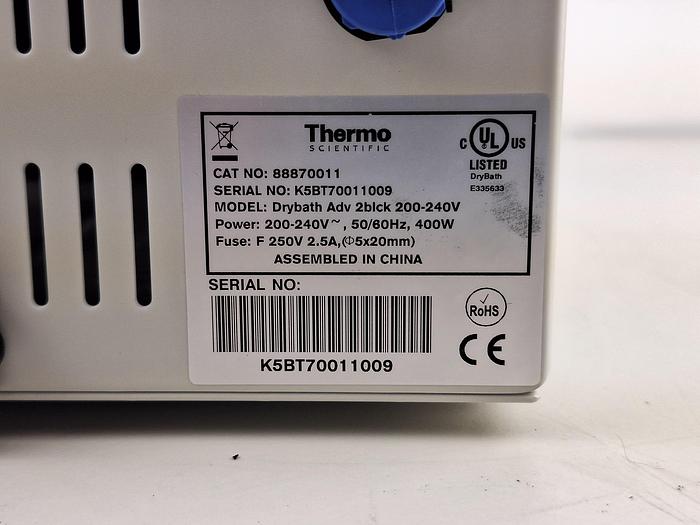 Thermo
SCIENTIFIC
C UL US
LISTED
DryBath
E335633
CAT NO: 88870011
SERIAL NO: K5BT70011009
MODEL: Drybath Adv 2blck 200-240V
Power: 200-240V~, 50/60Hz, 400W
Fuse: F 250V 2.5A,(Φ5x20mm)
ASSEMBLED IN CHINA
SERIAL NO:
K5BT70011009
RoHS
CE